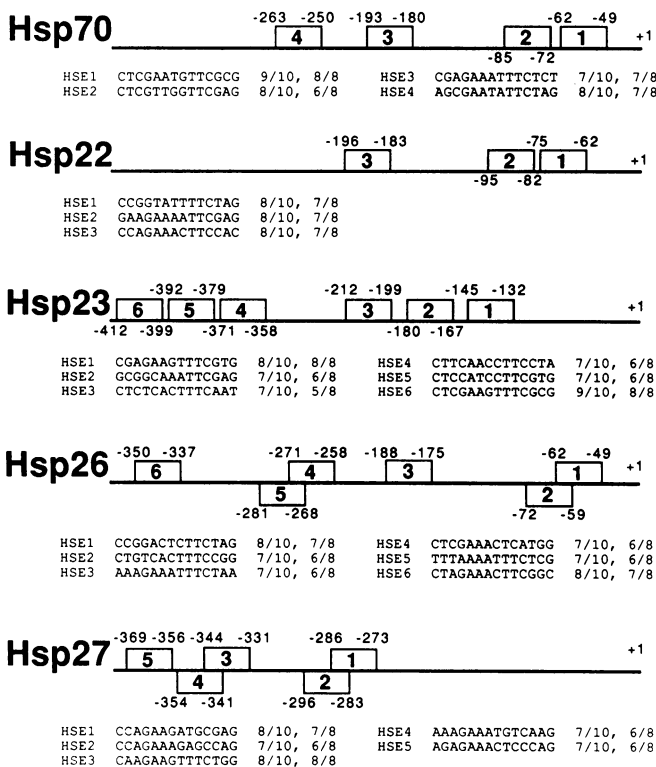 Hsp70
-263 -250 -193 -180 -62 -49
4 3 2 1 +1
-85 -72
HSE1 CTCGAATGTTCGCG 9/10, 8/8 HSE3 CGAGAAATTTCTCT 7/10, 7/8
HSE2 CTCGTTGGTTCGAG 8/10, 6/8 HSE4 AGCGAATATTCTAG 8/10, 7/8
Hsp22
-196 -183 -75 -62
3 2 1 +1
-95 -82
HSE1 CCGGTATTTTCTAG 8/10, 7/8
HSE2 GAAGAAAATTCGAG 8/10, 7/8
HSE3 CCAGAAACTTCCAC 8/10, 7/8
Hsp23
-392 -379 -212 -199 -145 -132
6 5 4 3 2 1 +1
-412 -399 -371 -358 -180 -167
HSE1 CGAGAAGTTTCGTG 8/10, 8/8 HSE4 CTTCAACCTTCCTA 7/10, 6/8
HSE2 GCGGCAAATTCGAG 7/10, 6/8 HSE5 CTCCATCCTTCGTG 7/10, 6/8
HSE3 CTCTCACTTTCAAT 7/10, 5/8 HSE6 CTCGAAGTTTCGCG 9/10, 8/8
Hsp26
-350 -337 -271 -258 -188 -175 -62 -49
6 4 3 1 +1
5 2
-281 -268 -72 -59
HSE1 CCGGACTCTTCTAG 8/10, 7/8 HSE4 CTCGAAACTCATGG 7/10, 6/8
HSE2 CTGTCACTTTCCGG 7/10, 6/8 HSE5 TTTAAAATTTCTCG 7/10, 6/8
HSE3 AAAGAAATTTCTAA 7/10, 6/8 HSE6 CTAGAAACTTCGGC 8/10, 7/8
Hsp27
-369 -356 -344 -331 -286 -273
5 3 1 +1
4 2
-354 -341 -296 -283
HSE1 CCAGAAGATGCGAG 8/10, 7/8 HSE4 AAAGAAATGTCAAG 7/10, 6/8
HSE2 CCAGAAAGAGCCAG 7/10, 6/8 HSE5 AGAGAAACTCCCAG 7/10, 6/8
HSE3 CAAGAAGTTTCTGG 8/10, 8/8